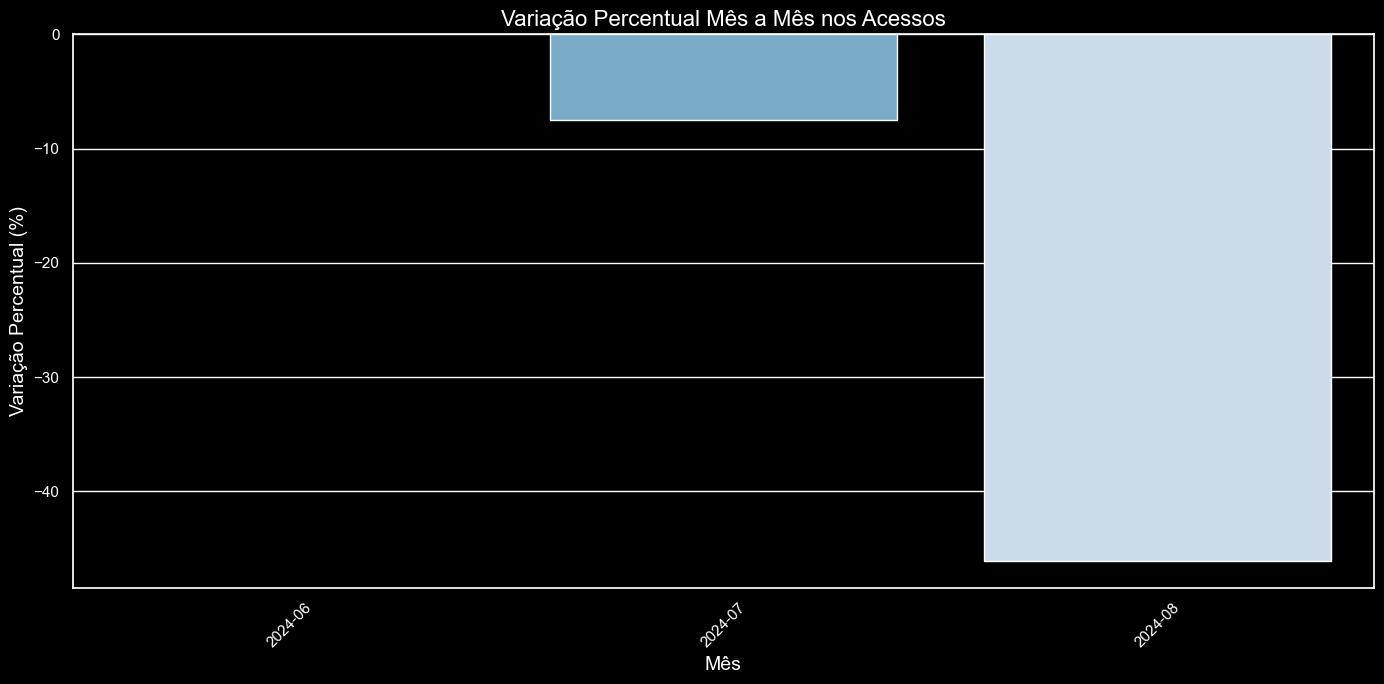 Variação Percentual Mês a Mês nos Acessos
Variação Percentual (%)
0
−10
−20
−30
−40
2024-06
2024-07
2024-08
Mês